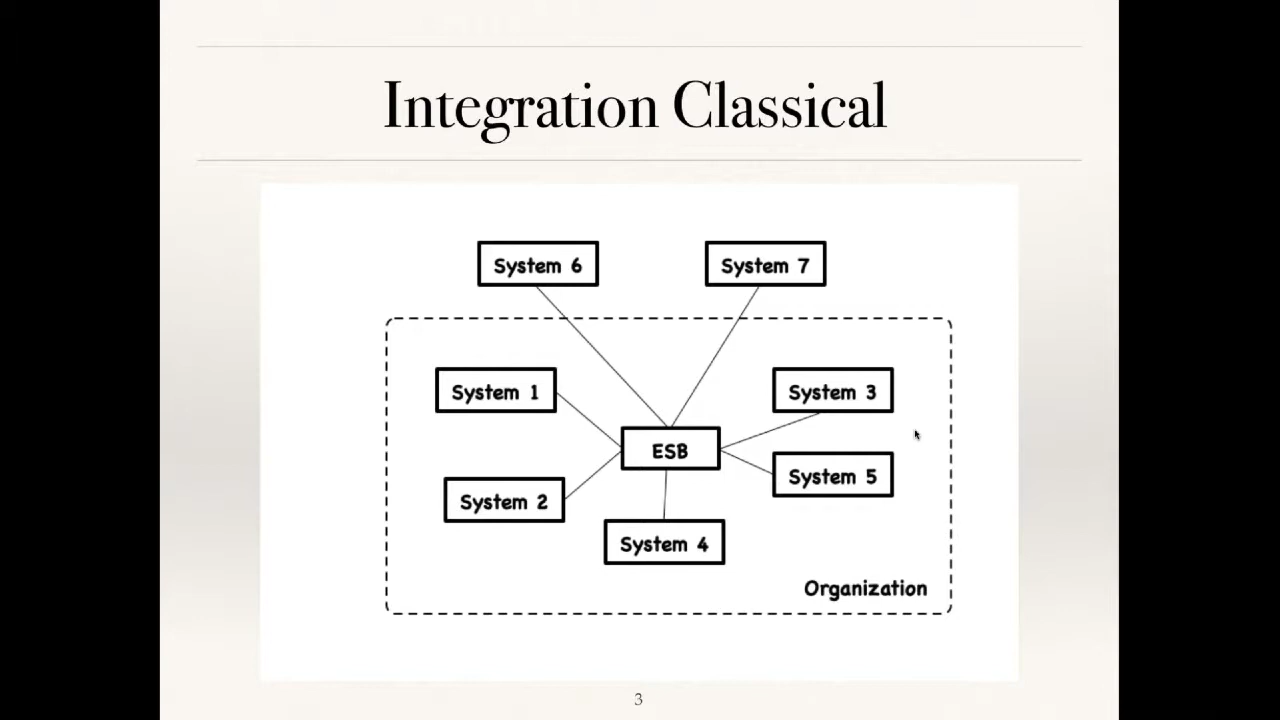 Integration Classical
System 6
System 7
System 1
System 3
ESB
System 5
System 2
System 4
Organization
3